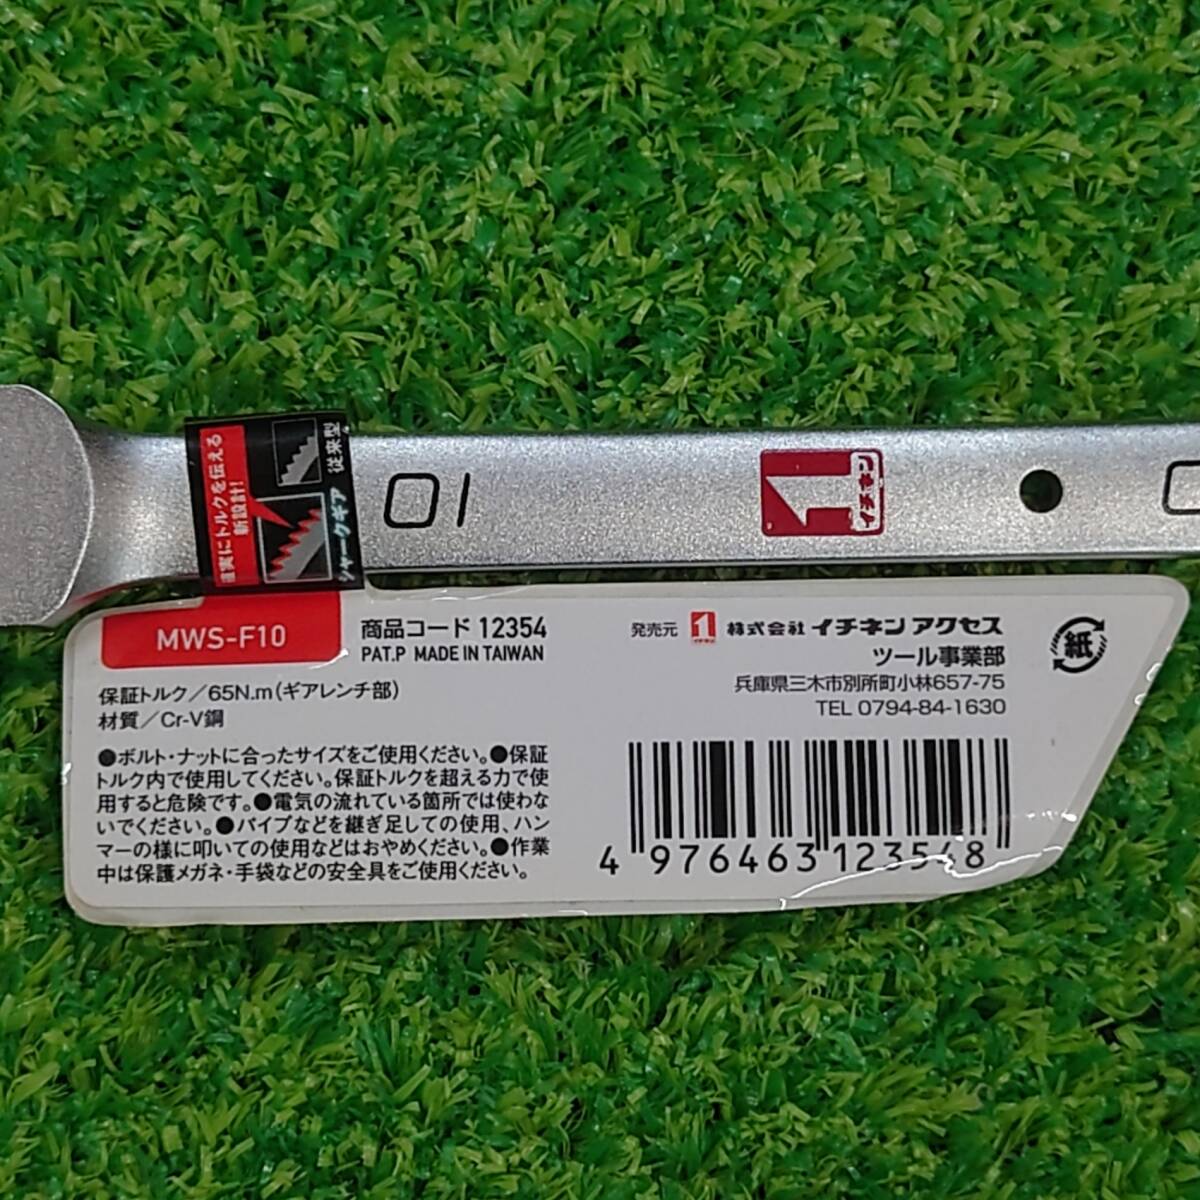 確実にトルクを伝える
新設計!
従来型
シャークギア
10
1
イチネン
MWS-F10
商品コード 12354
PAT.P MADE IN TAIWAN
保証トルク/65N.m(ギアレンチ部)
材質/Cr-V鋼
●ボルト・ナットに合ったサイズをご使用ください。●保証
トルク内で使用してください。保証トルクを超える力で使
用すると危険です。●電気の流れている箇所では使わな
いでください。●パイプなどを継ぎ足しての使用、ハン
マーの様に叩いての使用などはおやめください。●作業
中は保護メガネ・手袋などの安全具をご使用ください。
発売元 1 イチネン 株式会社 イチネン アクセス
ツール事業部
兵庫県三木市別所町小林657-75
TEL 0794-84-1630
紙
4 976463 123548